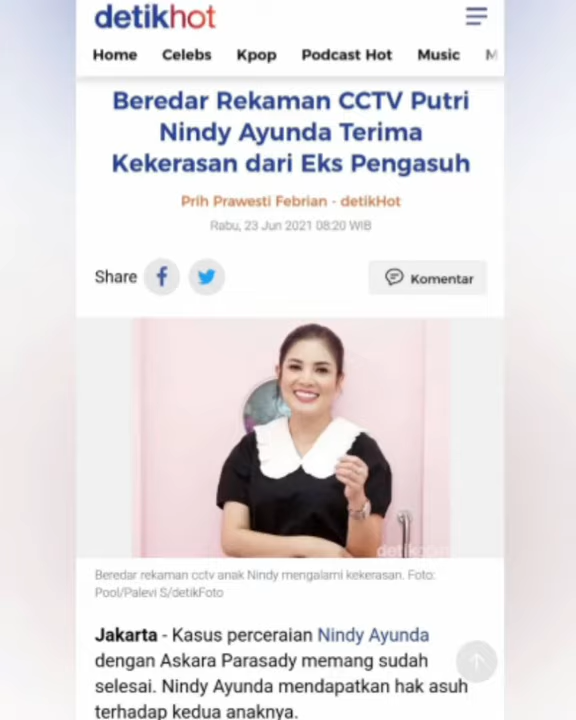 detikhot
Home Celebs Kpop Podcast Hot Music M
Beredar Rekaman CCTV Putri
Nindy Ayunda Terima
Kekerasan dari Eks Pengasuh
Prih Prawesti Febrian - detikHot
Rabu, 23 Jun 2021 08:20 WIB
Share
Komentar
Beredar rekaman cctv anak Nindy mengalami kekerasan. Foto:
Pool/Palevi S/detikFoto
Jakarta - Kasus perceraian Nindy Ayunda
dengan Askara Parasady memang sudah
selesai. Nindy Ayunda mendapatkan hak asuh
terhadap kedua anaknya.